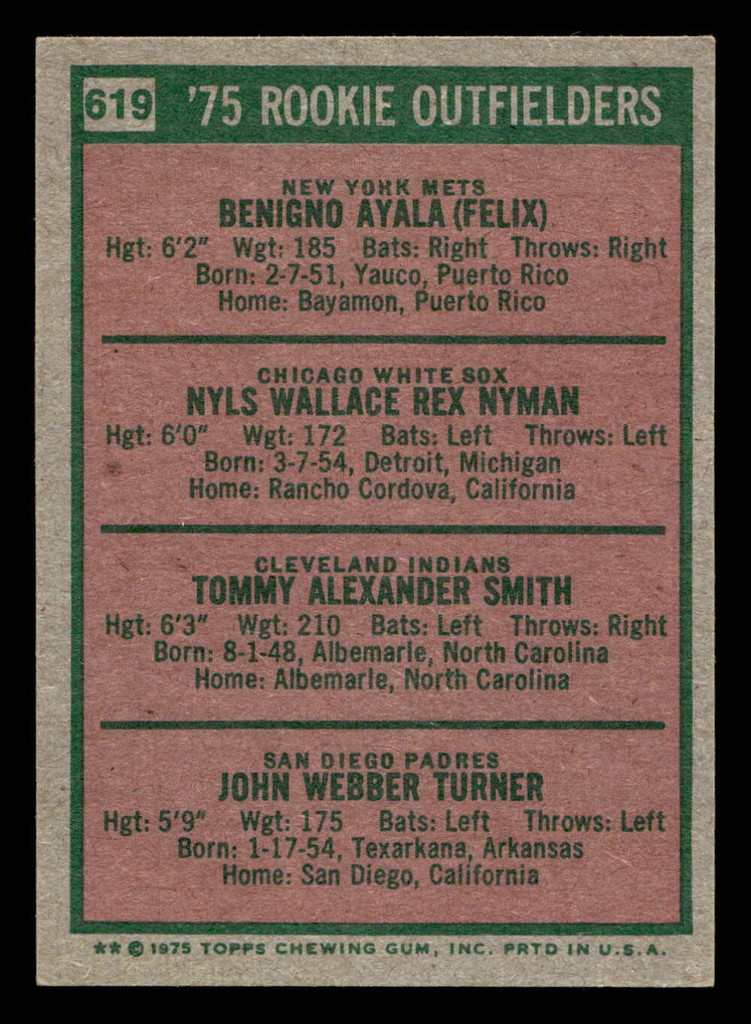 619 '75 ROOKIE OUTFIELDERS
NEW YORK METS
BENIGNO AYALA (FELIX)
Hgt: 6'2" Wgt: 185 Bats: Right Throws: Right
Born: 2-7-51, Yauco, Puerto Rico
Home: Bayamon, Puerto Rico
CHICAGO WHITE SOX
NYLS WALLACE REX NYMAN
Hgt: 6'0" Wgt: 172 Bats: Left Throws: Left
Born: 3-7-54, Detroit, Michigan
Home: Rancho Cordova, California
CLEVELAND INDIANS
TOMMY ALEXANDER SMITH
Hgt: 6'3" Wgt: 210 Bats: Left Throws: Right
Born: 8-1-48, Albemarle, North Carolina
Home: Albemarle, North Carolina
SAN DIEGO PADRES
JOHN WEBBER TURNER
Hgt: 5'9" Wgt: 175 Bats: Left Throws: Left
Born: 1-17-54, Texarkana, Arkansas
Home: San Diego, California
** © 1975 TOPPS CHEWING GUM, INC. PRTD IN U.S.A.